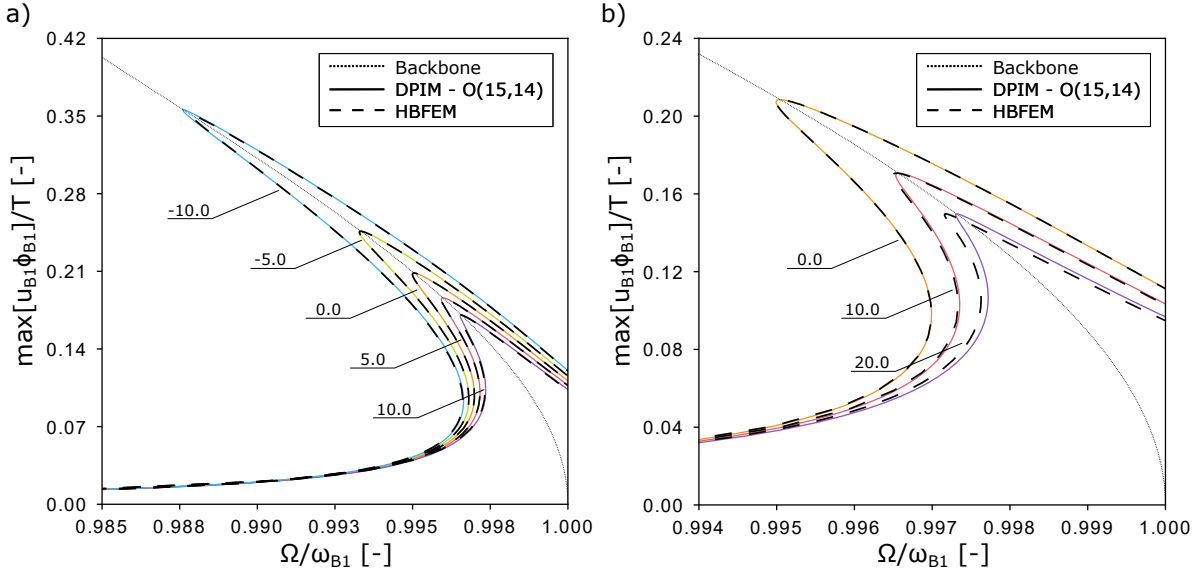 a)
0.42
0.35
0.28
0.21
0.14
0.07
0.00
max[u_B1ϕ_B1]/T [-]
Backbone
DPIM - O(15,14)
HBFEM
-10.0
-5.0
0.0
5.0
10.0
0.985 0.988 0.990 0.993 0.995 0.998 1.000
Ω/ω_B1 [-]
b)
0.24
0.20
0.16
0.12
0.08
0.04
0.00
max[u_B1ϕ_B1]/T [-]
Backbone
DPIM - O(15,14)
HBFEM
0.0
10.0
20.0
0.994 0.995 0.996 0.997 0.998 0.999 1.000
Ω/ω_B1 [-]